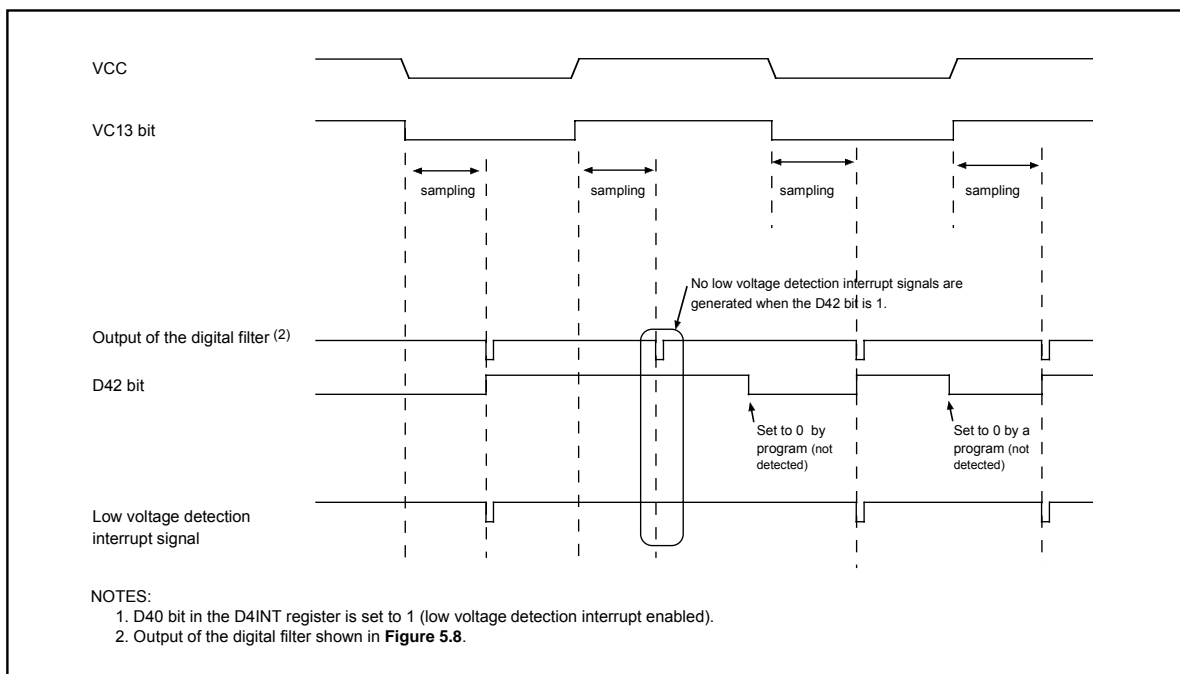 VCC
VC13 bit
sampling
sampling
sampling
sampling
No low voltage detection interrupt signals are
generated when the D42 bit is 1.
Output of the digital filter (2)
D42 bit
Set to 0 by
program (not
detected)
Set to 0 by a
program (not
detected)
Low voltage detection
interrupt signal
NOTES:
1. D40 bit in the D4INT register is set to 1 (low voltage detection interrupt enabled).
2. Output of the digital filter shown in Figure 5.8.